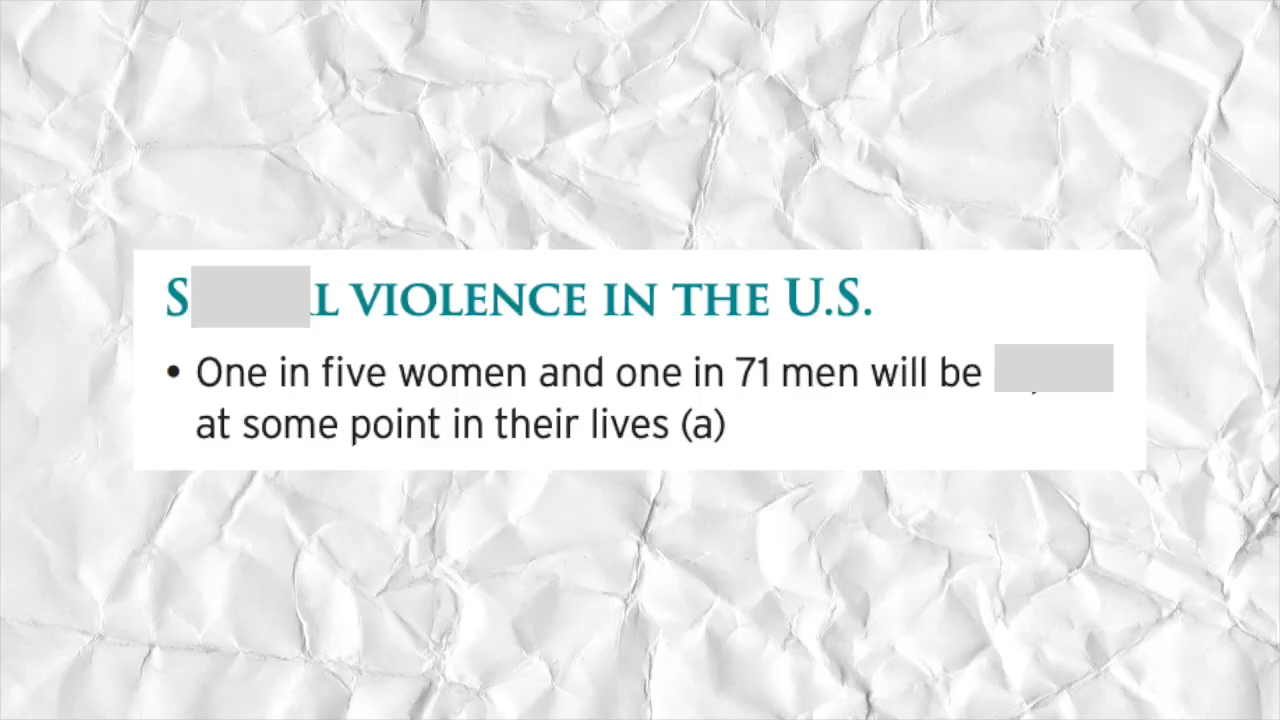 S L VIOLENCE IN THE U.S.
• One in five women and one in 71 men will be
at some point in their lives (a)